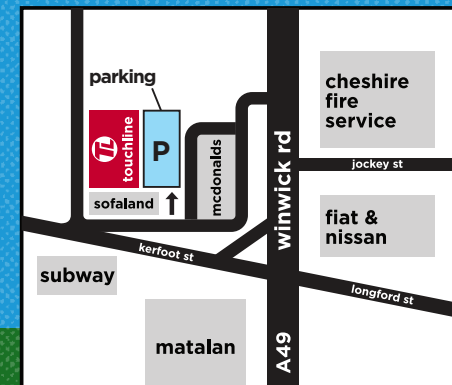 parking
cheshire
fire
service
TL
touchline
P
mcdonalds
winwick rd
jockey st
sofaland
fiat &
nissan
kerfoot st
subway
longford st
matalan
A49